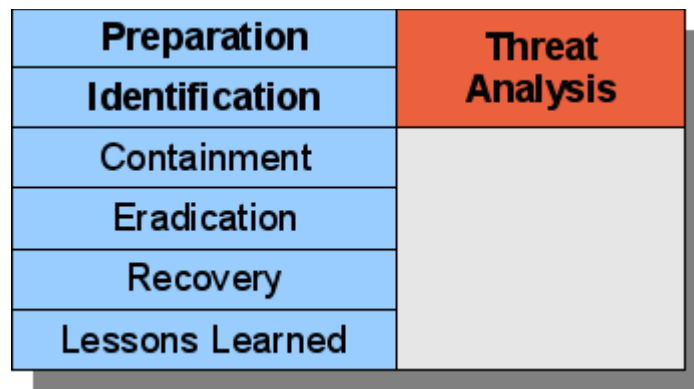 Preparation
Identification
Containment
Eradication
Recovery
Lessons Learned
Threat
Analysis